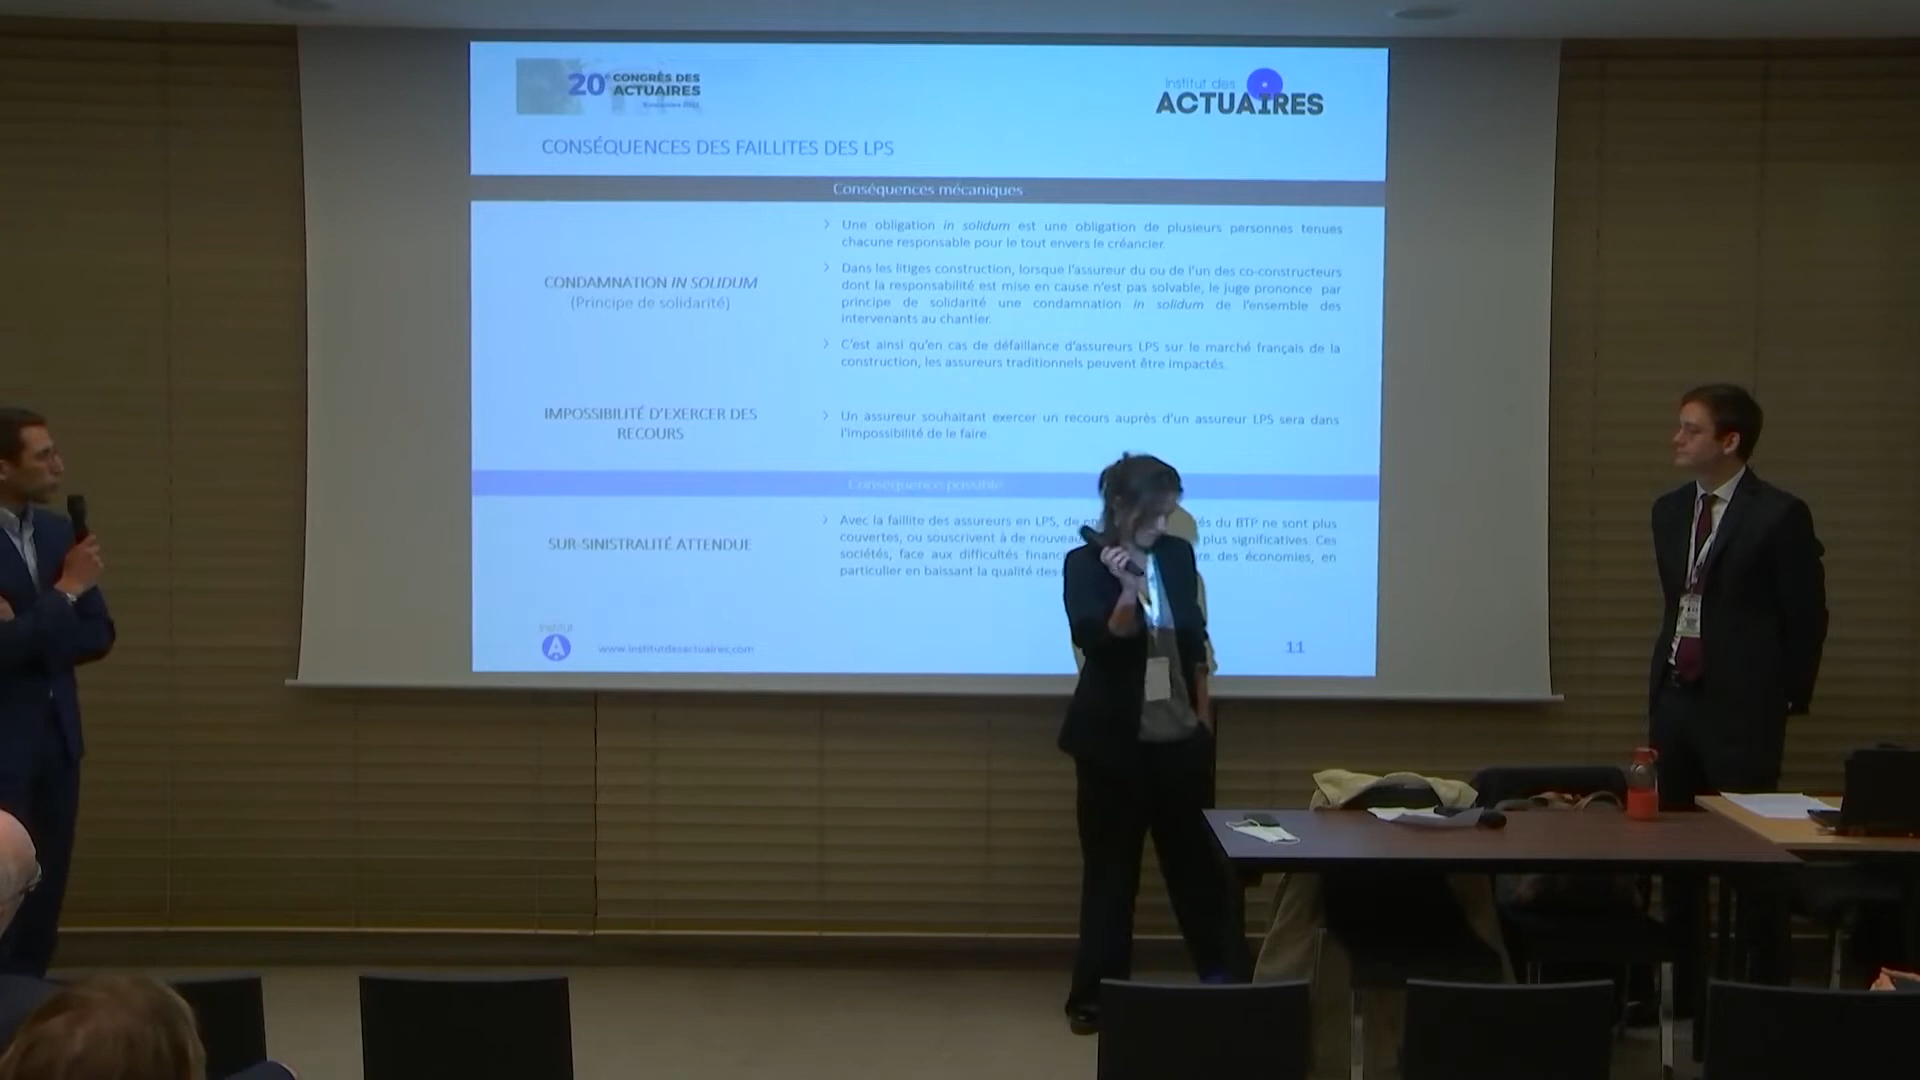 20e CONGRÈS DES
ACTUAIRES
Institut des
ACTUAIRES
CONSÉQUENCES DES FAILLITES DES LPS
Conséquences mécaniques
CONDAMNATION IN SOLIDUM
(Principe de solidarité)
> Une obligation in solidum est une obligation de plusieurs personnes tenues
chacune responsable pour le tout envers le créancier.
> Dans les litiges construction, lorsque l'assureur du ou de l'un des co-constructeurs
dont la responsabilité est mise en cause n'est pas solvable, le juge prononce par
principe de solidarité une condamnation in solidum de l'ensemble des
intervenants au chantier.
> C'est ainsi qu'en cas de défaillance d'assureurs LPS sur le marché français de la
construction, les assureurs traditionnels peuvent être impactés.
IMPOSSIBILITÉ D'EXERCER DES
RECOURS
> Un assureur souhaitant exercer un recours auprès d'un assureur LPS sera dans
l'impossibilité de le faire.
Conséquence possible
SUR-SINISTRALITÉ ATTENDUE
> Avec la faillite des assureurs en LPS, de és du BTP ne sont plus
couvertes, ou souscrivent à de plus significatives. Ces
sociétés, face aux difficultés des économies, en
particulier en baissant la qualité des
Institut
A
www.institutdesactuaires.com
11